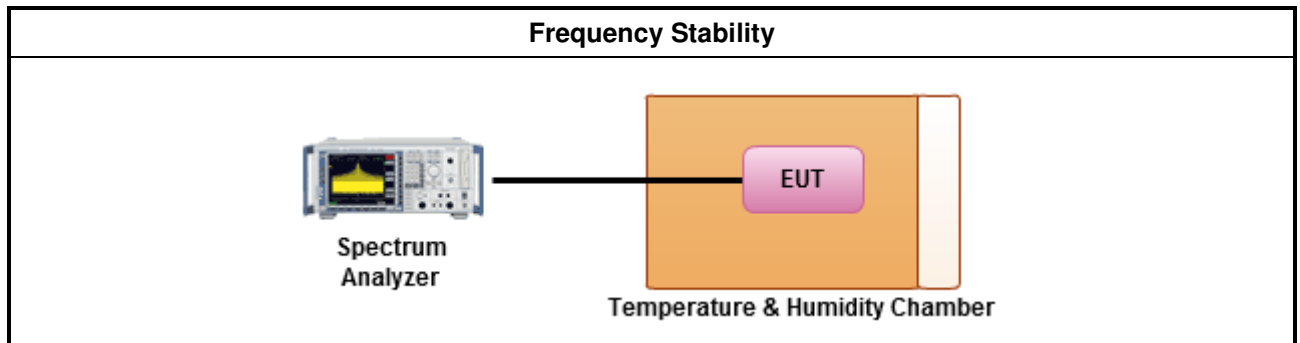 Frequency Stability
EUT
Spectrum
Analyzer
Temperature & Humidity Chamber